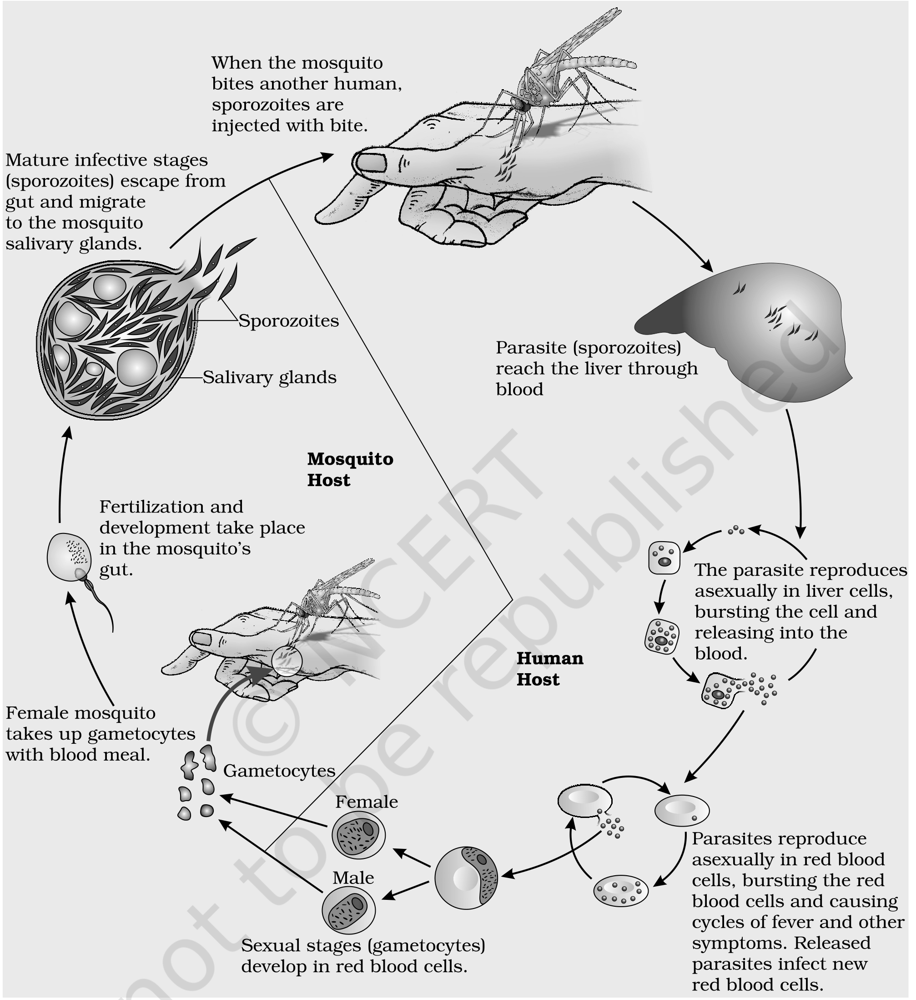 When the mosquito
bites another human,
sporozoites are
injected with bite.
Mature infective stages
(sporozoites) escape from
gut and migrate
to the mosquito
salivary glands.
Sporozoites
Salivary glands
Parasite (sporozoites)
reach the liver through
blood
Mosquito
Host
Fertilization and
development take place
in the mosquito's
gut.
The parasite reproduces
asexually in liver cells,
bursting the cell and
releasing into the
blood.
Human
Host
Female mosquito
takes up gametocytes
with blood meal.
Gametocytes
Female
Male
Sexual stages (gametocytes)
develop in red blood cells.
Parasites reproduce
asexually in red blood
cells, bursting the red
blood cells and causing
cycles of fever and other
symptoms. Released
parasites infect new
red blood cells.
© NCERT
not to be republished